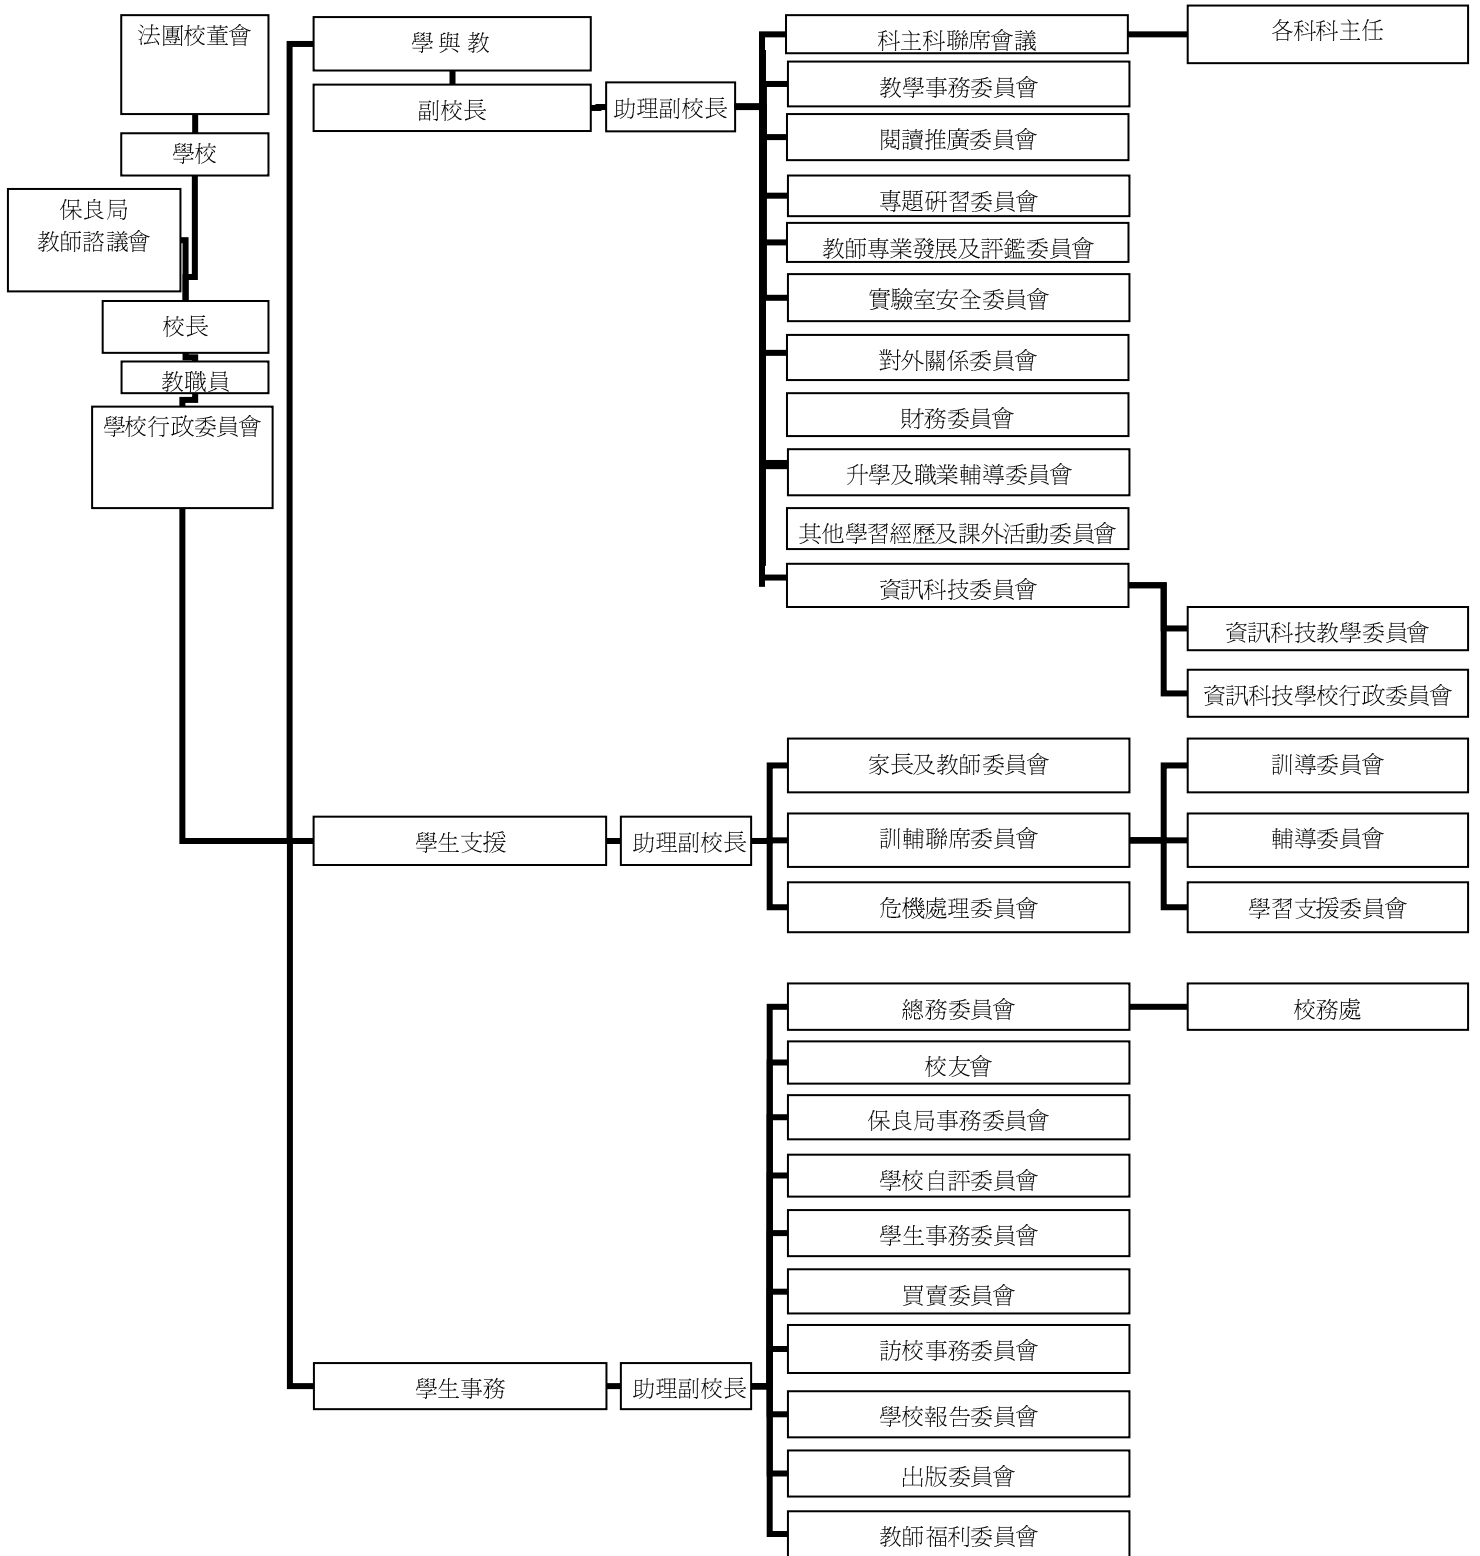 法團校董會
學校
保良局
教師諮議會
校長
教職員
學校行政委員會
學 與 教
副校長
助理副校長
科主科聯席會議
各科科主任
教學事務委員會
閱讀推廣委員會
專題研習委員會
教師專業發展及評鑑委員會
實驗室安全委員會
對外關係委員會
財務委員會
升學及職業輔導委員會
其他學習經歷及課外活動委員會
資訊科技委員會
資訊科技教學委員會
資訊科技學校行政委員會
學生支援
助理副校長
家長及教師委員會
訓輔聯席委員會
危機處理委員會
訓導委員會
輔導委員會
學習支援委員會
學生事務
助理副校長
總務委員會
校務處
校友會
保良局事務委員會
學校自評委員會
學生事務委員會
買賣委員會
訪校事務委員會
學校報告委員會
出版委員會
教師福利委員會